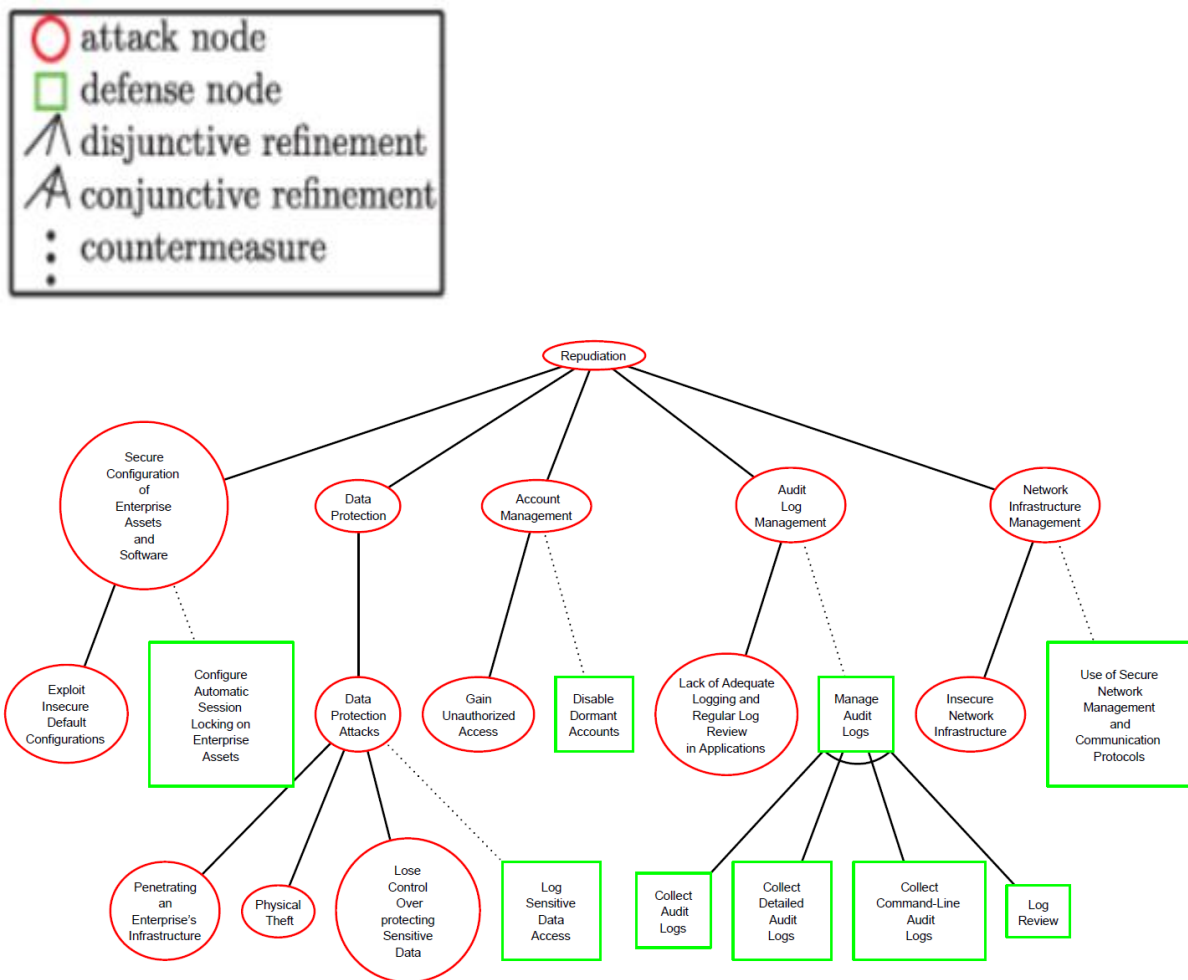 attack node
defense node
disjunctive refinement
conjunctive refinement
countermeasure
Repudiation
Secure
Configuration
of
Enterprise
Assets
and
Software
Data
Protection
Account
Management
Audit
Log
Management
Network
Infrastructure
Management
Exploit
Insecure
Default
Configurations
Configure
Automatic
Session
Locking on
Enterprise
Assets
Data
Protection
Attacks
Gain
Unauthorized
Access
Disable
Dormant
Accounts
Lack of Adequate
Logging and
Regular Log
Review
in Applications
Manage
Audit
Logs
Insecure
Network
Infrastructure
Use of Secure
Network
Management
and
Communication
Protocols
Penetrating
an
Enterprise's
Infrastructure
Physical
Theft
Lose
Control
Over
protecting
Sensitive
Data
Log
Sensitive
Data
Access
Collect
Audit
Logs
Collect
Detailed
Audit
Logs
Collect
Command-Line
Audit
Logs
Log
Review